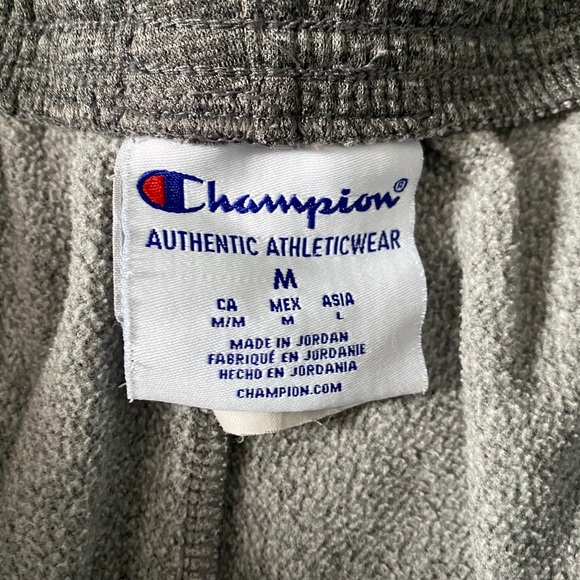 Champion®
AUTHENTIC ATHLETICWEAR
M
CA MEX ASIA
M/M M L
MADE IN JORDAN
FABRIQUÉ EN JORDANIE
HECHO EN JORDANIA
CHAMPION.COM